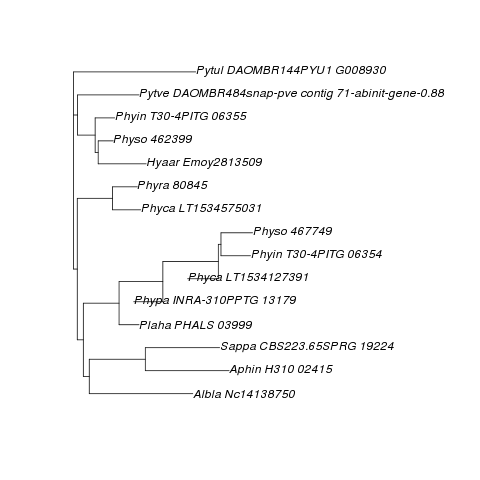 Pytul DAOMBR144PYU1 G008930
Pytve DAOMBR484snap-pve contig 71-abinit-gene-0.88
Phyin T30-4PITG 06355
Physo 462399
Hyaar Emoy2813509
Phyra 80845
Phyca LT1534575031
Physo 467749
Phyin T30-4PITG 06354
Phyca LT1534127391
Phypa INRA-310PPTG 13179
Plaha PHALS 03999
Sappa CBS223.65SPRG 19224
Aphin H310 02415
Albla Nc14138750